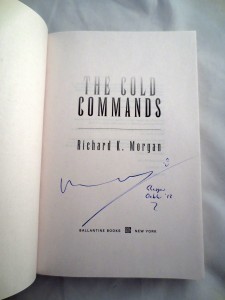 THE COLD
COMMANDS
Richard K. Morgan
BALLANTINE BOOKS NEW YORK